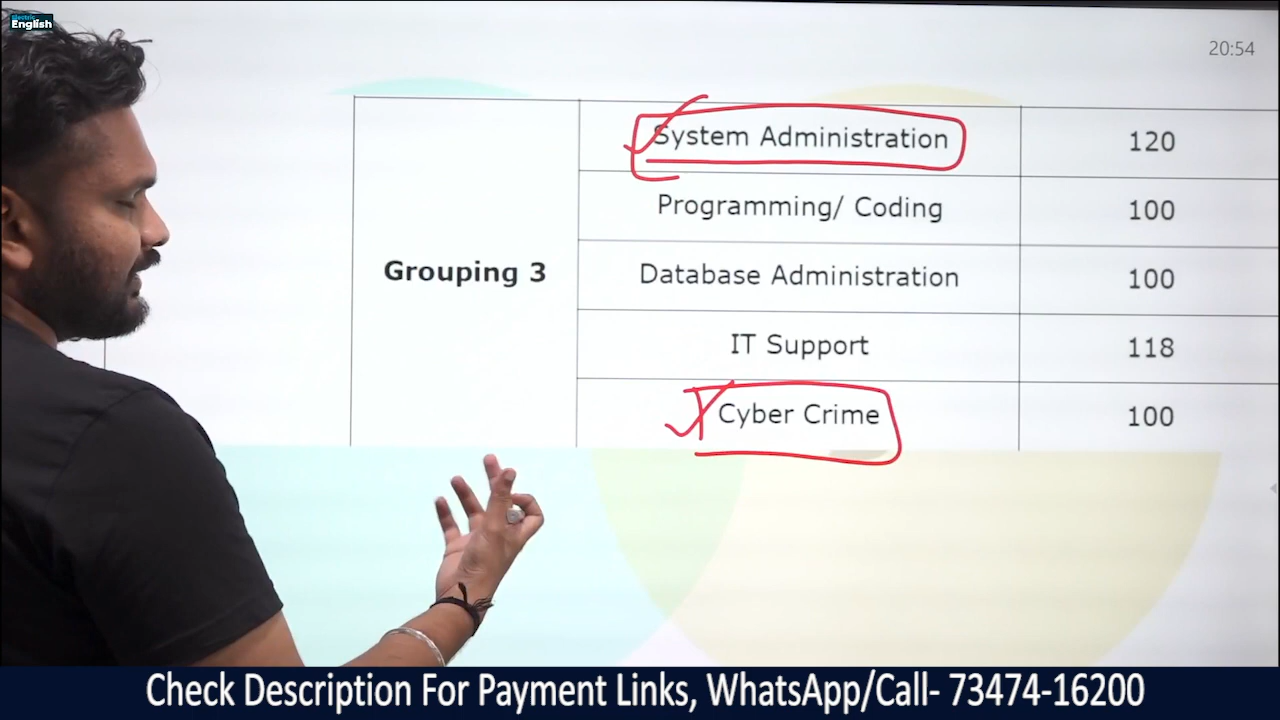 Electric
English
20:54
System Administration 120
Programming/ Coding 100
Grouping 3
Database Administration 100
IT Support 118
Cyber Crime 100
Check Description For Payment Links, WhatsApp/Call- 73474-16200